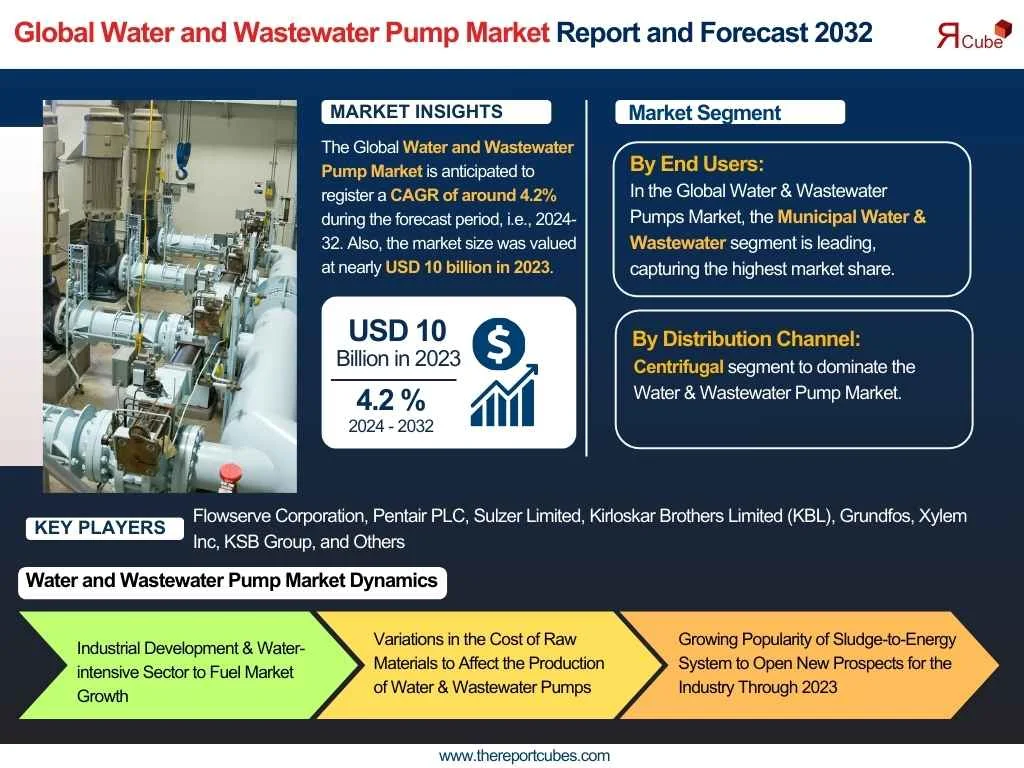 Global Water and Wastewater Pump Market Report and Forecast 2032
ЯCube
MARKET INSIGHTS
The Global Water and Wastewater
Pump Market is anticipated to
register a CAGR of around 4.2%
during the forecast period, i.e., 2024-
32. Also, the market size was valued
at nearly USD 10 billion in 2023.
USD 10
Billion in 2023
$
4.2 %
2024 - 2032
Market Segment
By End Users:
In the Global Water & Wastewater
Pumps Market, the Municipal Water &
Wastewater segment is leading,
capturing the highest market share.
By Distribution Channel:
Centrifugal segment to dominate the
Water & Wastewater Pump Market.
KEY PLAYERS
Flowserve Corporation, Pentair PLC, Sulzer Limited, Kirloskar Brothers Limited (KBL), Grundfos, Xylem
Inc, KSB Group, and Others
Water and Wastewater Pump Market Dynamics
Industrial Development & Water-
intensive Sector to Fuel Market
Growth
Variations in the Cost of Raw
Materials to Affect the Production
of Water & Wastewater Pumps
Growing Popularity of Sludge-to-Energy
System to Open New Prospects for the
Industry Through 2023
www.thereportcubes.com